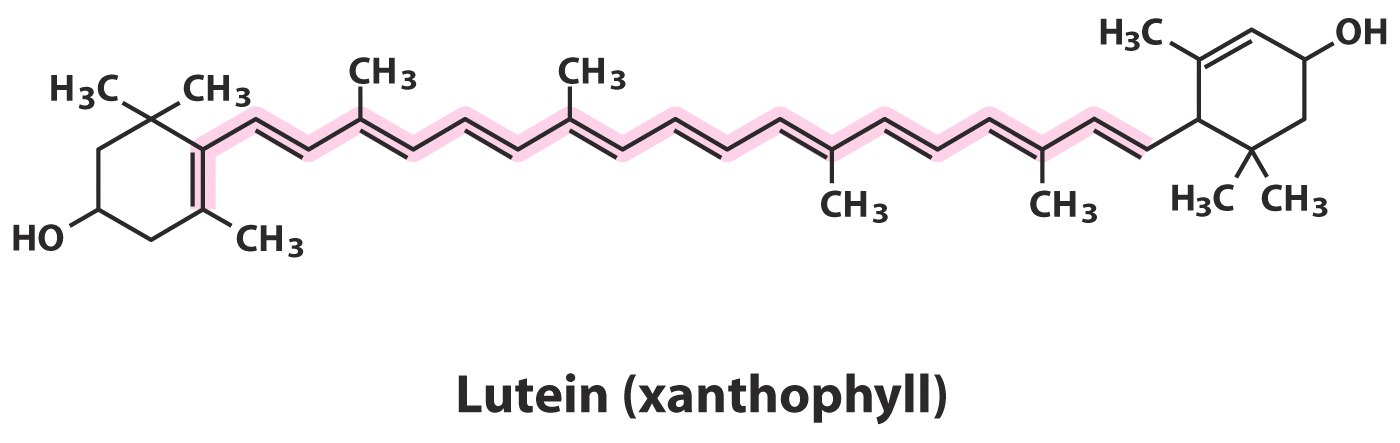 H₃C
OH
CH₃
CH₃
H₃C
CH₃
CH₃
CH₃
H₃C
CH₃
HO
CH₃
Lutein (xanthophyll)